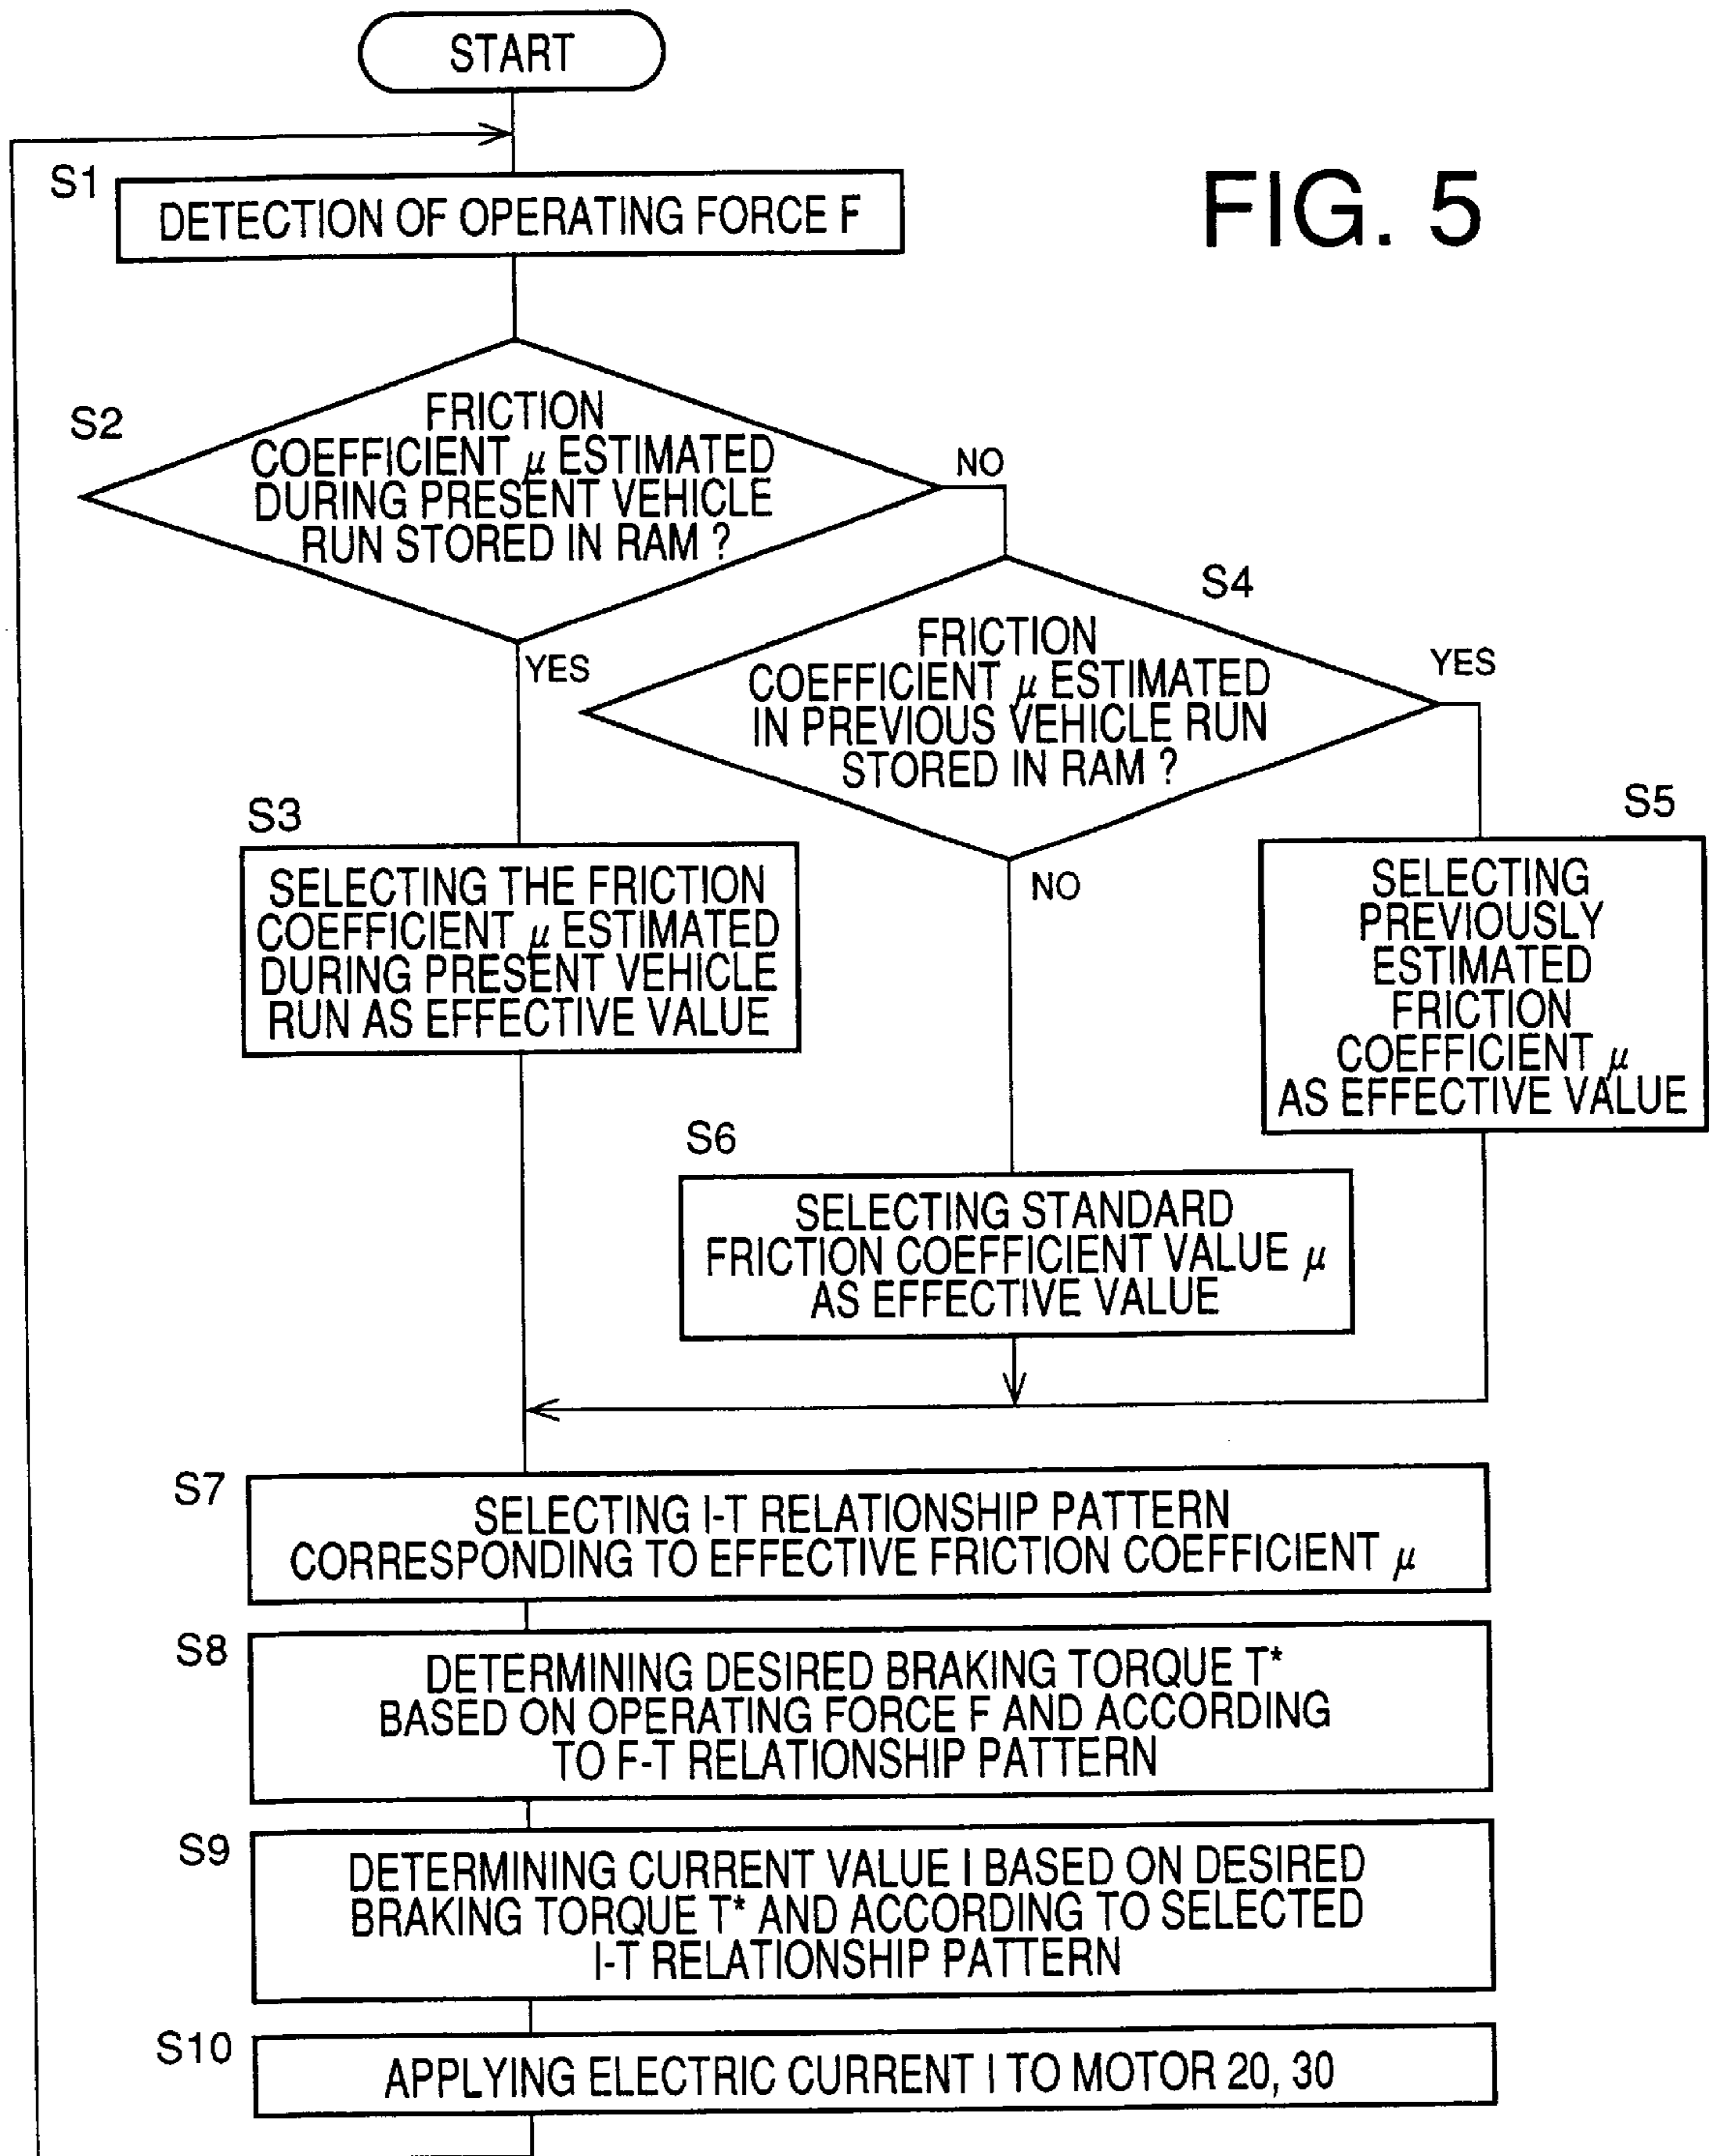 START
FIG. 5
S1
DETECTION OF OPERATING FORCE F
S2
FRICTION
COEFFICIENT μ ESTIMATED
DURING PRESENT VEHICLE
RUN STORED IN RAM ?
NO
YES
S4
FRICTION
COEFFICIENT μ ESTIMATED
IN PREVIOUS VEHICLE RUN
STORED IN RAM ?
YES
NO
S3
SELECTING THE FRICTION
COEFFICIENT μ ESTIMATED
DURING PRESENT VEHICLE
RUN AS EFFECTIVE VALUE
S5
SELECTING
PREVIOUSLY
ESTIMATED
FRICTION
COEFFICIENT μ
AS EFFECTIVE VALUE
S6
SELECTING STANDARD
FRICTION COEFFICIENT VALUE μ
AS EFFECTIVE VALUE
S7
SELECTING I-T RELATIONSHIP PATTERN
CORRESPONDING TO EFFECTIVE FRICTION COEFFICIENT μ
S8
DETERMINING DESIRED BRAKING TORQUE T*
BASED ON OPERATING FORCE F AND ACCORDING
TO F-T RELATIONSHIP PATTERN
S9
DETERMINING CURRENT VALUE I BASED ON DESIRED
BRAKING TORQUE T* AND ACCORDING TO SELECTED
I-T RELATIONSHIP PATTERN
S10
APPLYING ELECTRIC CURRENT I TO MOTOR 20, 30